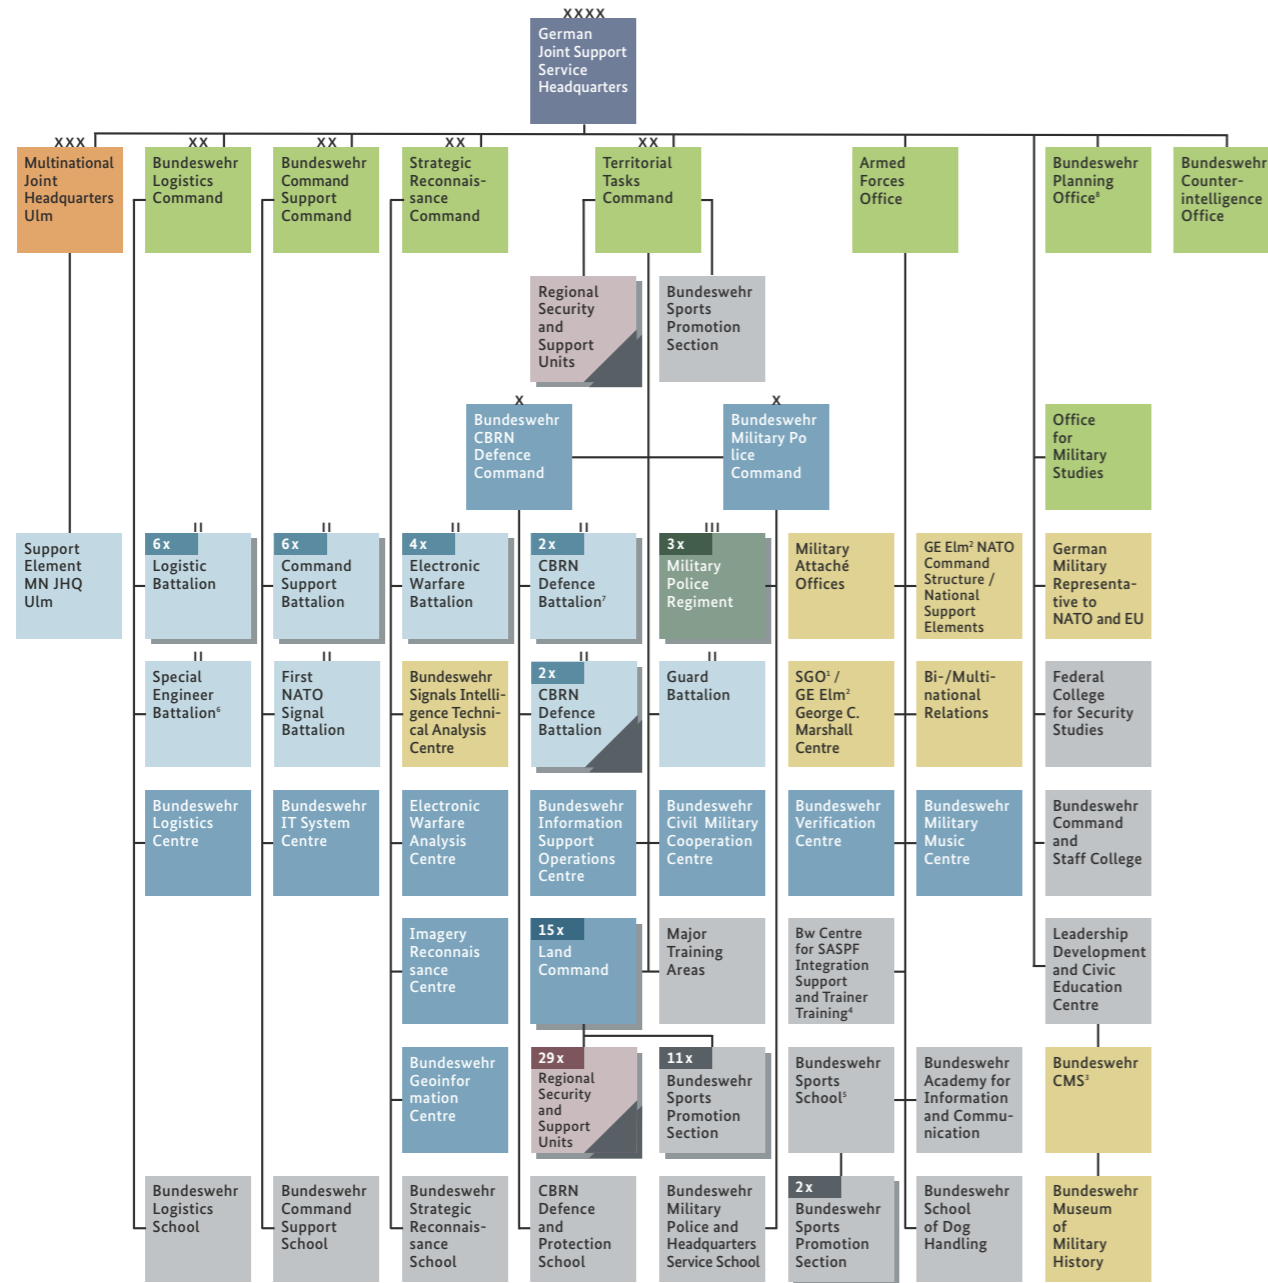 XXXX
German
Joint Support
Service
Headquarters
XXX
Multinational
Joint
Headquarters
Ulm
XX
Bundeswehr
Logistics
Command
XX
Bundeswehr
Command
Support
Command
XX
Strategic
Reconnais-
sance
Command
XX
Territorial
Tasks
Command
Armed
Forces
Office
Bundeswehr
Planning
Office⁸
Bundeswehr
Counter-
intelligence
Office
Regional
Security
and
Support
Units
Bundeswehr
Sports
Promotion
Section
X
Bundeswehr
CBRN
Defence
Command
X
Bundeswehr
Military Po
lice
Command
Office
for
Military
Studies
Support
Element
MN JHQ
Ulm
II
6x
Logistic
Battalion
II
6x
Command
Support
Battalion
II
4x
Electronic
Warfare
Battalion
II
2x
CBRN
Defence
Battalion⁷
III
3x
Military
Police
Regiment
Military
Attaché
Offices
GE Elm² NATO
Command
Structure /
National
Support
Elements
German
Military
Representa-
tive to
NATO and EU
II
Special
Engineer
Battalion⁶
II
First
NATO
Signal
Battalion
Bundeswehr
Signals Intelli-
gence Techni-
cal Analysis
Centre
II
2x
CBRN
Defence
Battalion
II
Guard
Battalion
SGO¹ /
GE Elm²
George C.
Marshall
Centre
Bi-/Multi-
national
Relations
Federal
College
for Security
Studies
Bundeswehr
Logistics
Centre
Bundeswehr
IT System
Centre
Electronic
Warfare
Analysis
Centre
Bundeswehr
Information
Support
Operations
Centre
Bundeswehr
Civil Military
Cooperation
Centre
Bundeswehr
Verification
Centre
Bundeswehr
Military
Music
Centre
Bundeswehr
Command
and
Staff College
Imagery
Reconnais
sance
Centre
15x
Land
Command
Major
Training
Areas
Bw Centre
for SASPF
Integration
Support
and Trainer
Training⁴
Leadership
Development
and Civic
Education
Centre
Bundeswehr
Geoinfor
mation
Centre
29x
Regional
Security
and
Support
Units
11x
Bundeswehr
Sports
Promotion
Section
Bundeswehr
Sports
School⁵
Bundeswehr
Academy for
Information
and Commu-
nication
Bundeswehr
CMS³
Bundeswehr
Logistics
School
Bundeswehr
Command
Support
School
Bundeswehr
Strategic
Reconnais-
sance
School
CBRN
Defence
and
Protection
School
Bundeswehr
Military
Police and
Headquarters
Service School
2x
Bundeswehr
Sports
Promotion
Section
Bundeswehr
School
of Dog
Handling
Bundeswehr
Museum
of
Military
History